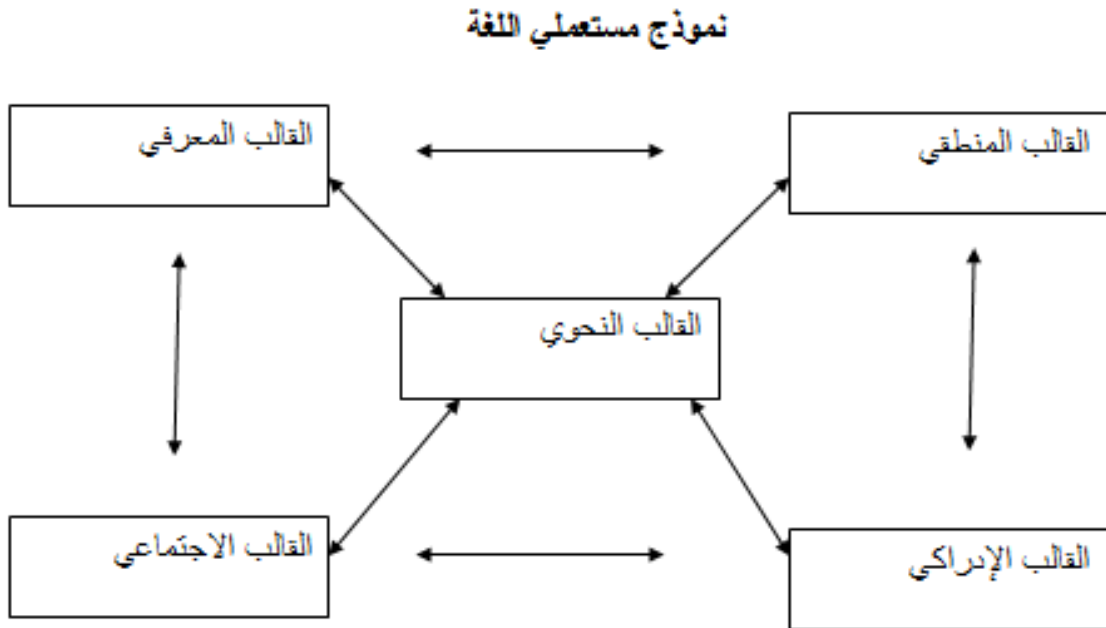 نموذج مستعملي اللغة
القالب المنطقي
القالب المعرفي
القالب النحوي
القالب الإدراكي
القالب الاجتماعي